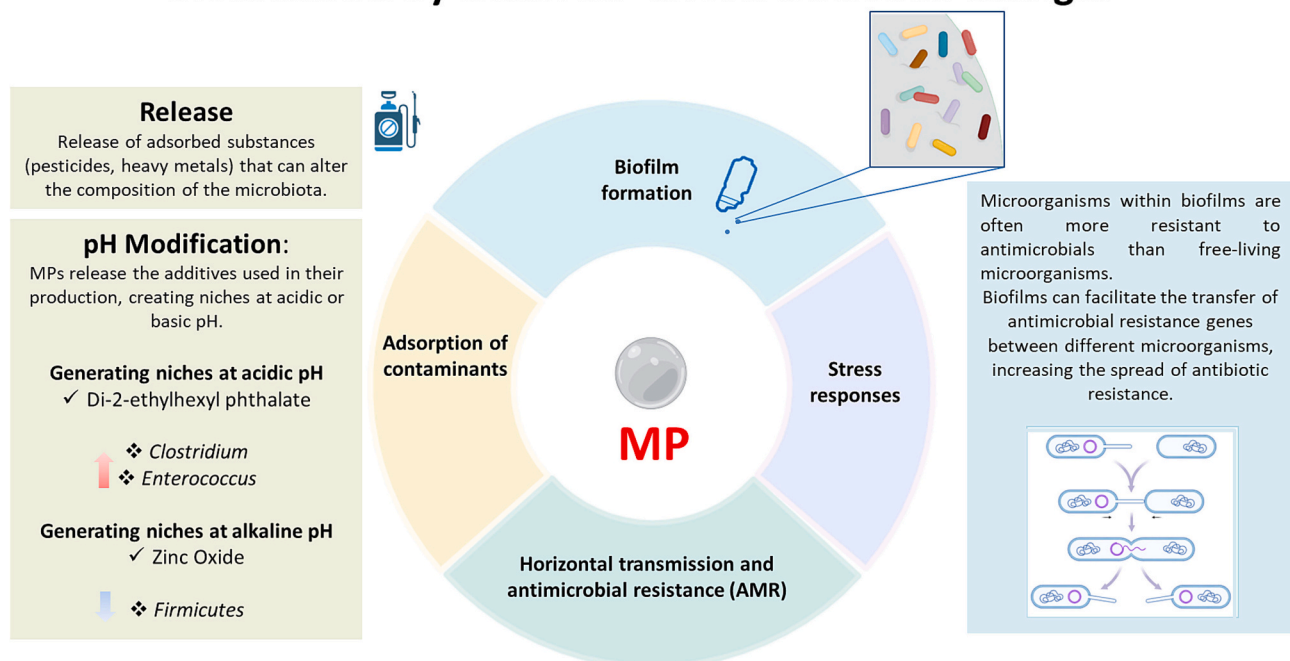 Release
Release of adsorbed substances
(pesticides, heavy metals) that can alter
the composition of the microbiota.
pH Modification:
MPs release the additives used in their
production, creating niches at acidic or
basic pH.
Generating niches at acidic pH
✓ Di-2-ethylhexyl phthalate
❖ Clostridium
❖ Enterococcus
Generating niches at alkaline pH
✓ Zinc Oxide
❖ Firmicutes
Biofilm
formation
Adsorption of
contaminants
Stress
responses
MP
Horizontal transmission and
antimicrobial resistance (AMR)
Microorganisms within biofilms are
often more resistant to
antimicrobials than free-living
microorganisms.
Biofilms can facilitate the transfer of
antimicrobial resistance genes
between different microorganisms,
increasing the spread of antibiotic
resistance.